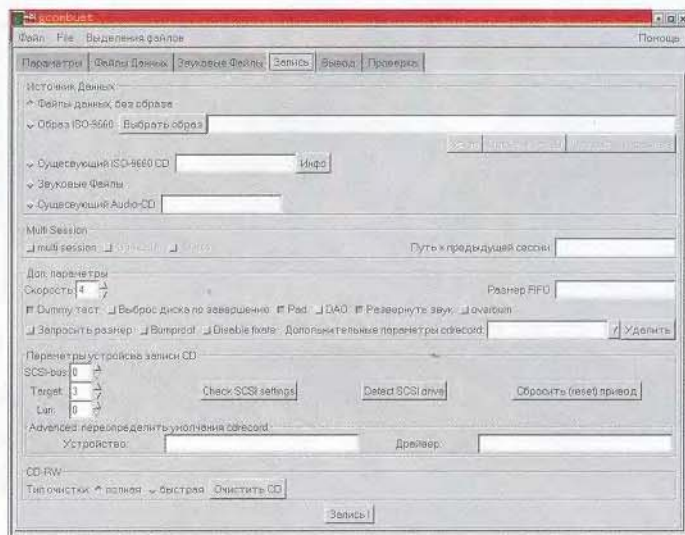 gcombust
Файл File Выделения файлов Помощь
Параметры Файлы Данных Звуковые Файлы Запись Вывод Проверка
Источник Данных
Файлы данных, без образа
Образ ISO-9660 Выбрать образ
Сущесвующий ISO-9660 CD Инфо
Звуковые Файлы
Сущесвующий Audio-CD
Multi Session
multi session Путь к предыдущей сессии
Доп. параметры
Скорость: 4 Размер FIFO
Dummy тест Выброс диска по завершению Pad DAO Развернуть звук overburn
Запросить размер Burnproof Disable fixate Дополнительные параметры cdrecord: Удалить
Параметры устройсва записи CD
SCSI-bus: 0
Target: 3 Check SCSI settings Detect SCSI drive Сбросить (reset) привод
Lun: 0
Advanced: переопределить умолчания cdrecord
Устройство: Драйвер:
CD-RW
Тип очистки: полная быстрая Очистить CD
Запись!